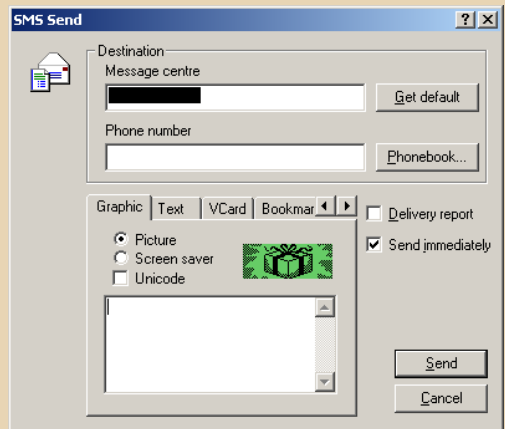 SMS Send
Destination
Message centre
Get default
Phone number
Phonebook...
Graphic Text VCard Bookmar
Delivery report
Picture
Send immediately
Screen saver
Unicode
Send
Cancel